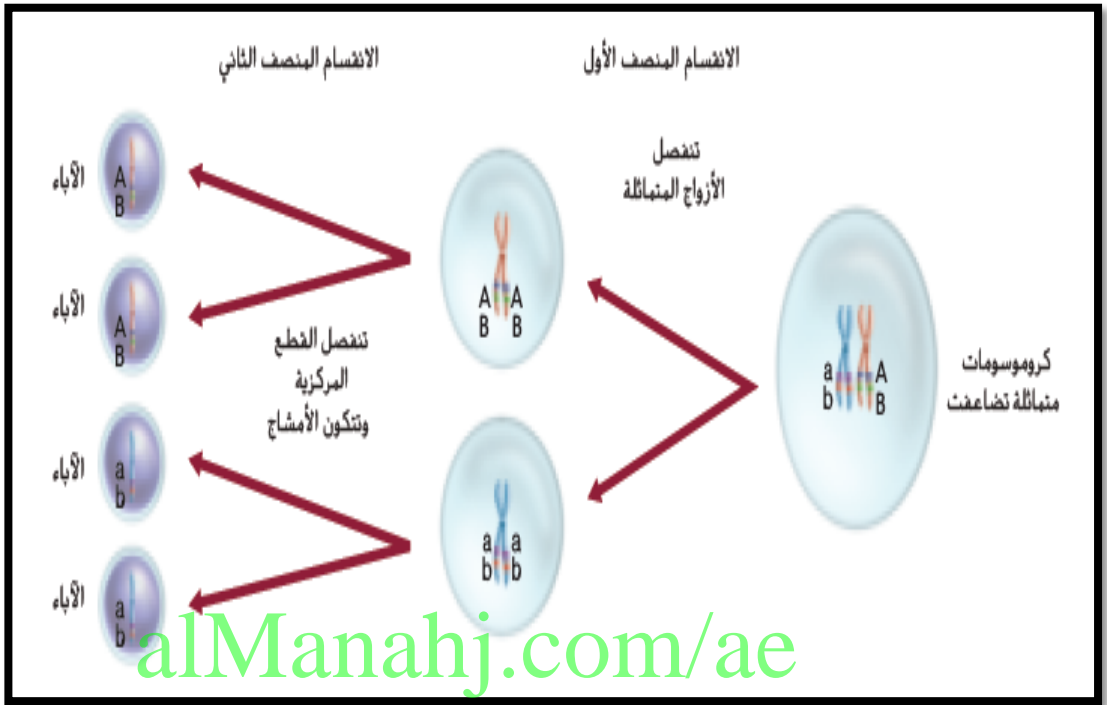 الانقسام المنصف الأول
الانقسام المنصف الثاني
تنفصل
الأزواج المتماثلة
كروموسومات
متماثلة تضاعفت
a A
b B
A A
B B
a a
b b
تنفصل القطع
المركزية
وتتكون الأمشاج
الآباء
A
B
الآباء
A
B
الآباء
a
b
الآباء
a
b
alManahj.com/ae